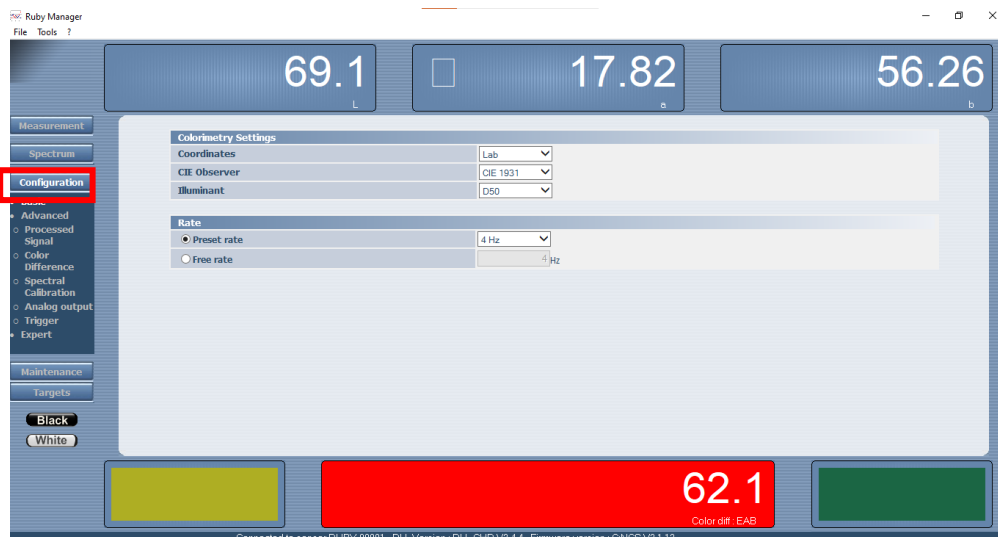 Ruby Manager
File Tools ?
69.1
L
17.82
a
56.26
b
Measurement
Spectrum
Configuration
Basic
Advanced
Processed
Signal
Color
Difference
Spectral
Calibration
Analog output
Trigger
Expert
Maintenance
Targets
Black
White
Colorimetry Settings
Coordinates Lab
CIE Observer CIE 1931
Illuminant D50
Rate
Preset rate 4 Hz
Free rate 4 Hz
62.1
Color diff : EAB